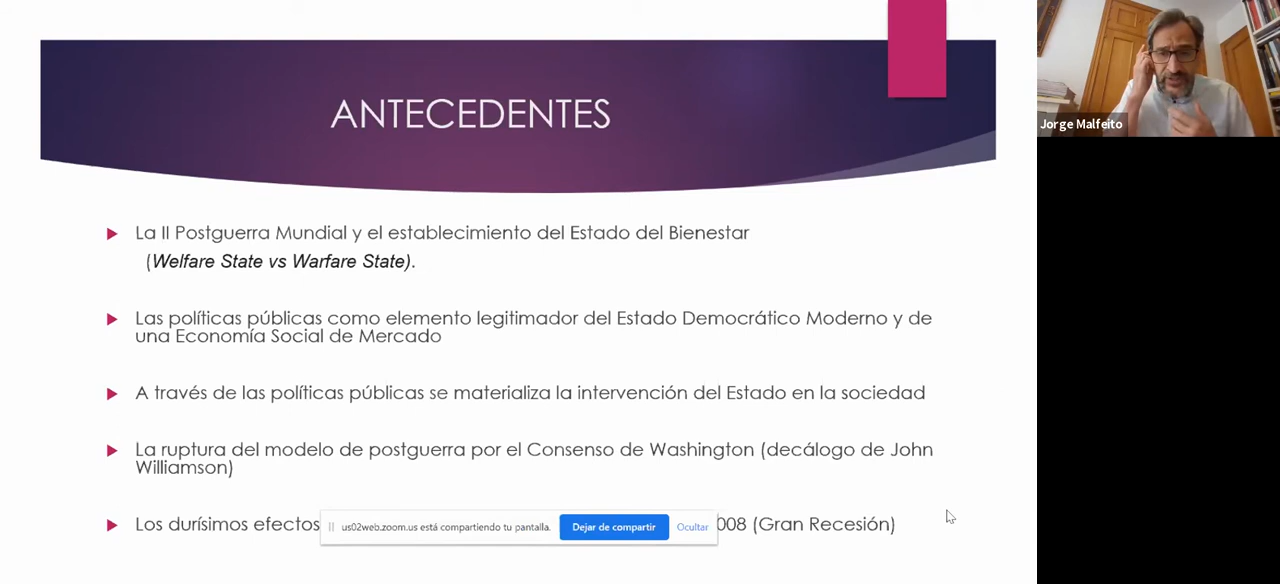 ANTECEDENTES
Jorge Malfeito
La II Postguerra Mundial y el establecimiento del Estado del Bienestar
(Welfare State vs Warfare State).
Las políticas públicas como elemento legitimador del Estado Democrático Moderno y de
una Economía Social de Mercado
A través de las políticas públicas se materializa la intervención del Estado en la sociedad
La ruptura del modelo de postguerra por el Consenso de Washington (decálogo de John
Williamson)
Los durísimos efectos 008 (Gran Recesión)
us02web.zoom.us está compartiendo tu pantalla. Dejar de compartir Ocultar